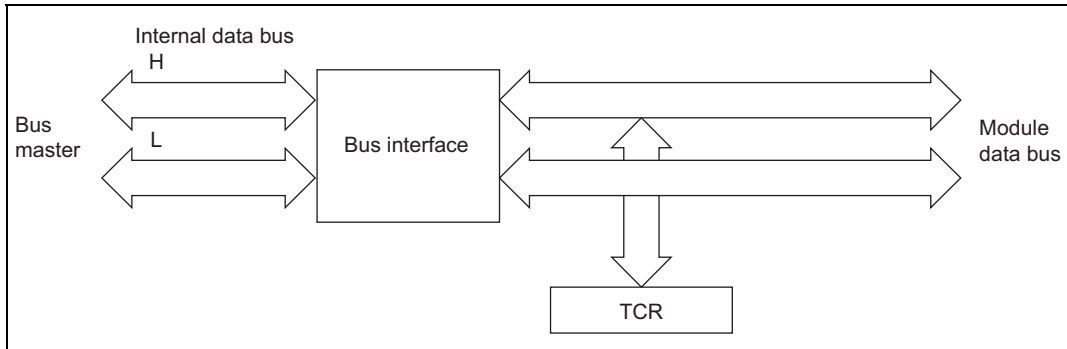 Internal data bus
H
Bus
master
L
Bus interface
Module
data bus
TCR